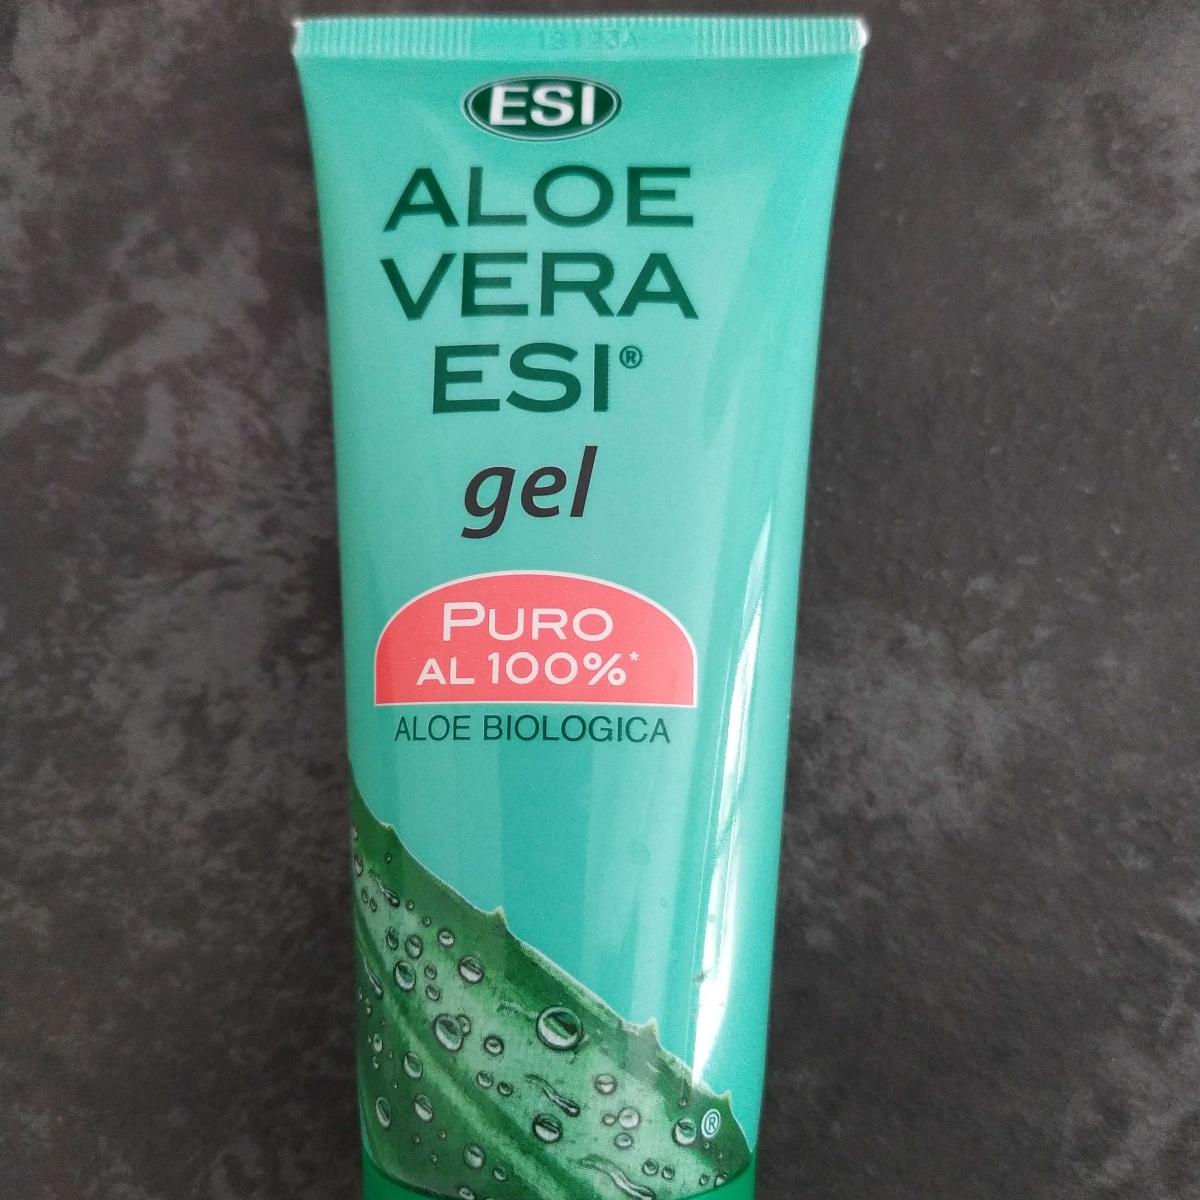 ESI
ALOE
VERA
ESI®
gel
PURO
AL 100%*
ALOE BIOLOGICA
®